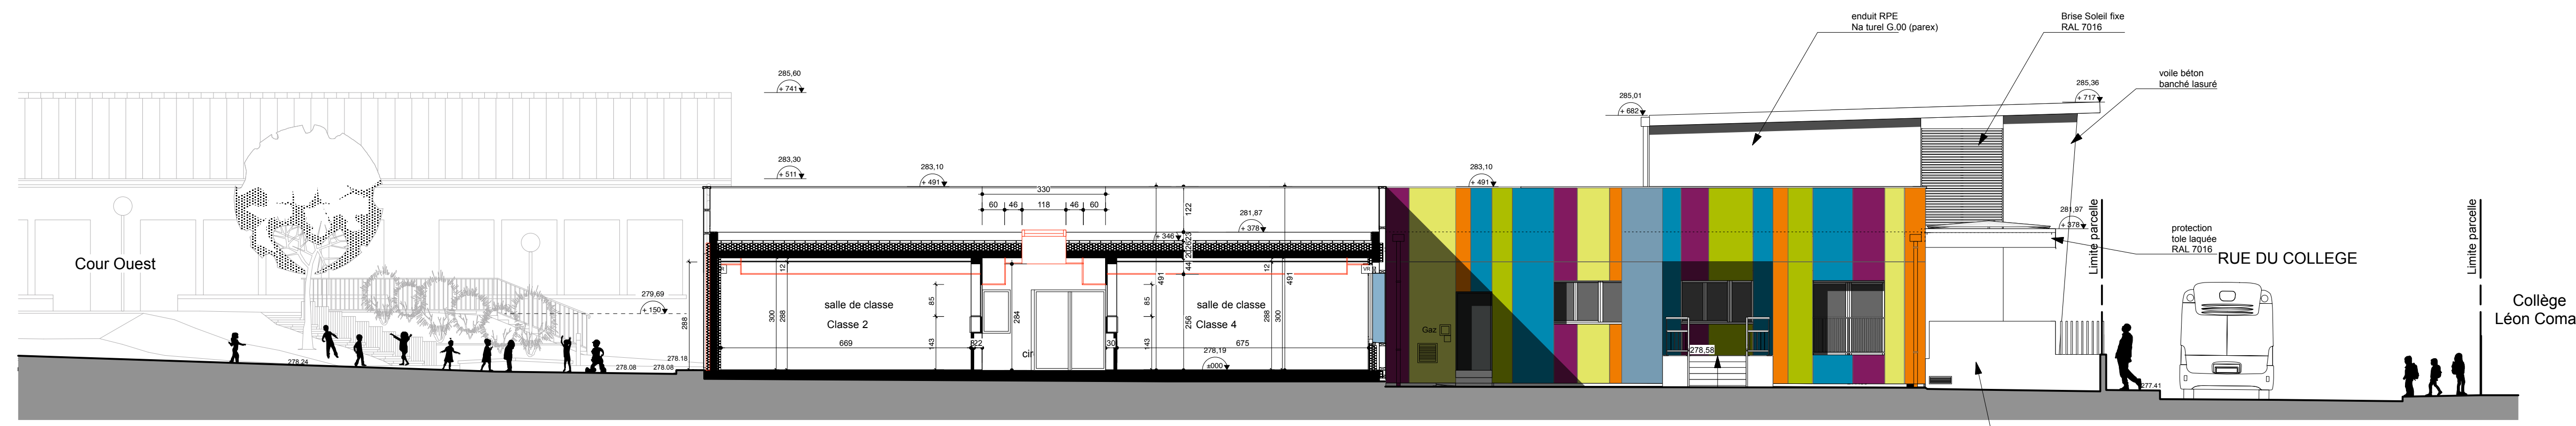 enduit RPE
Na turel G.00 (parex)
Brise Soleil fixe
RAL 7016
voile béton
banché lasuré
285,60
+ 741
285,01
+ 682
285,36
+ 717
283,30
+ 511
283,10
+ 491
283,10
+ 491
330
60 46 118 46 60
122
281,87
+ 378
+ 346
281,97
+ 378
Limite parcelle
Limite parcelle
protection
tole laquée
RAL 7016
RUE DU COLLEGE
Cour Ouest
279,69
+ 150
288
12
300
288
salle de classe
Classe 2
669
85
143
284
cir
30
85
143
salle de classe
Classe 4
675
491
44
256
12
288
300
491
VR
278,19
±000
Gaz
278,58
278.24
278.18
278.08
278.08
277.41
Collège
Léon Coma